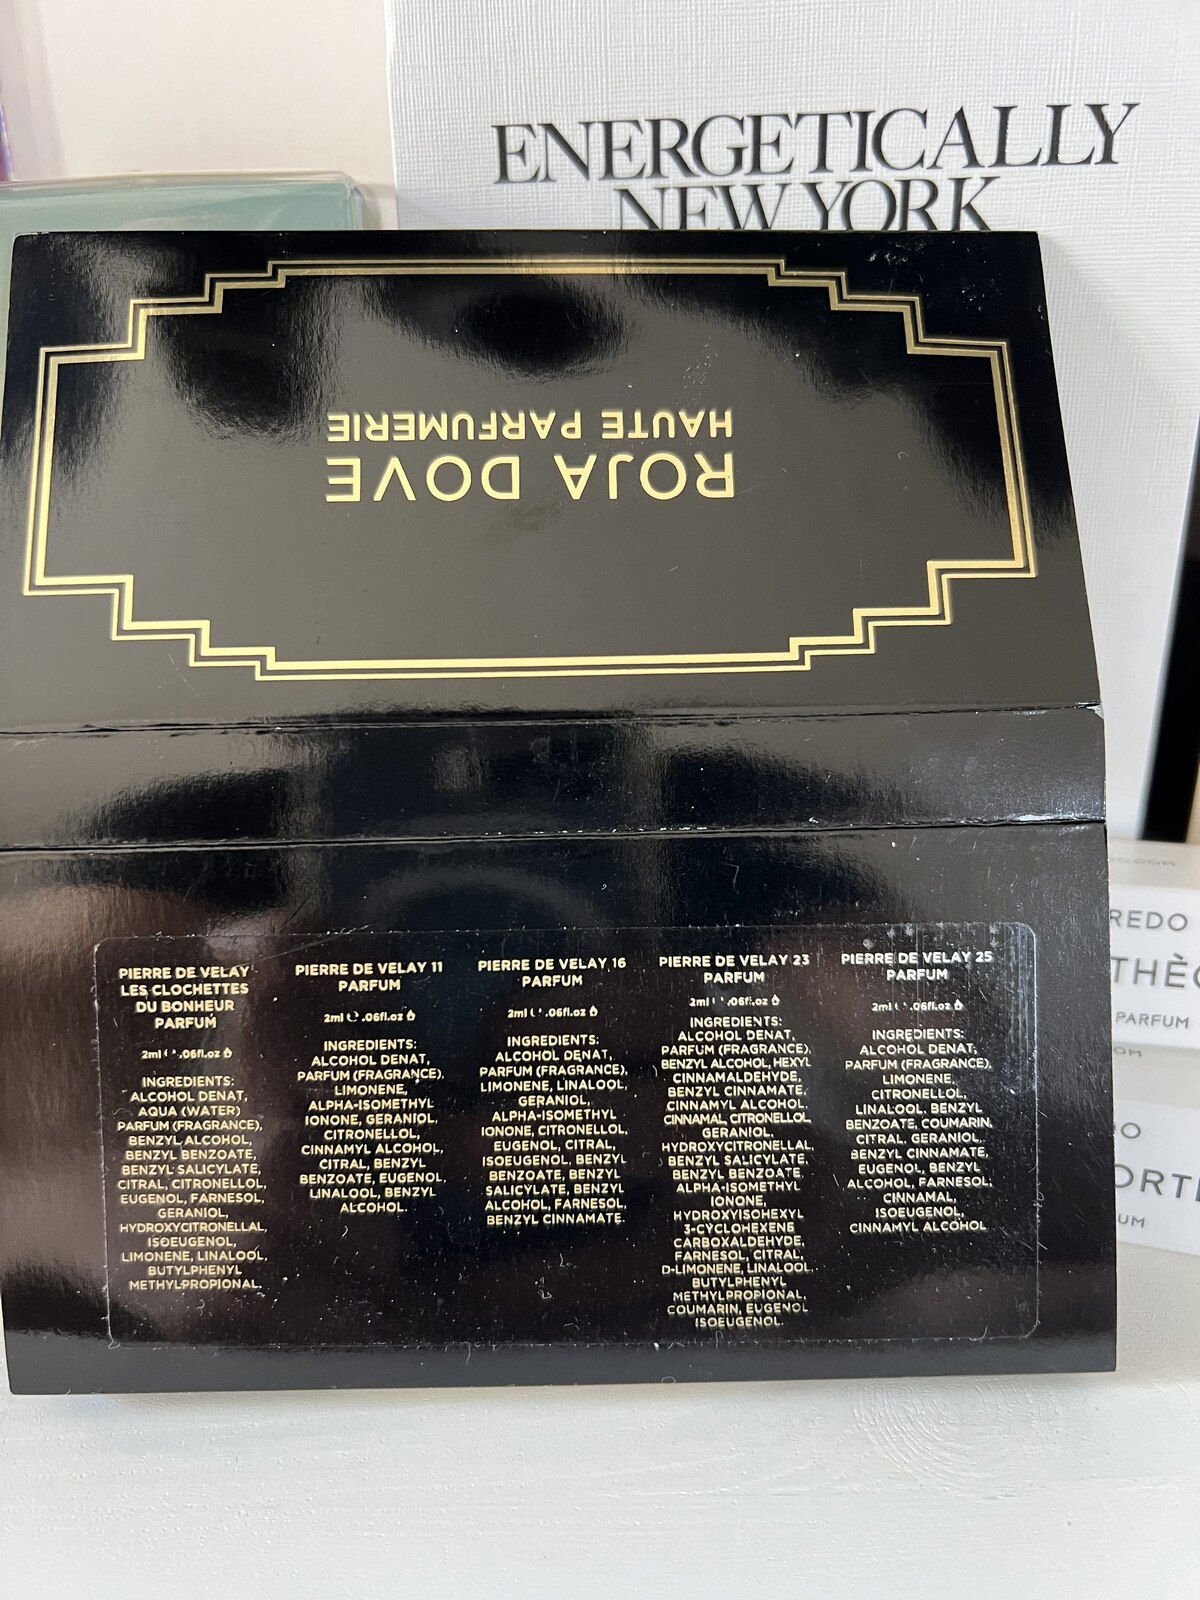 ENERGETICALLY
NEW YORK
ROJA DOVE
HAUTE PARFUMERIE
PIERRE DE VELAY
LES CLOCHETTES
DU BONHEUR
PARFUM
2ml .06fl.oz
INGREDIENTS:
ALCOHOL DENAT,
AQUA (WATER)
PARFUM (FRAGRANCE),
BENZYL ALCOHOL,
BENZYL BENZOATE,
BENZYL SALICYLATE,
CITRAL, CITRONELLOL,
EUGENOL, FARNESOL,
GERANIOL,
HYDROXYCITRONELLAL,
ISOEUGENOL,
LIMONENE, LINALOOL,
BUTYLPHENYL
METHYLPROPIONAL.
PIERRE DE VELAY 11
PARFUM
2ml ℮ .06fl.oz
INGREDIENTS:
ALCOHOL DENAT,
PARFUM (FRAGRANCE),
LIMONENE,
ALPHA-ISOMETHYL
IONONE, GERANIOL,
CITRONELLOL,
CINNAMYL ALCOHOL,
CITRAL, BENZYL
BENZOATE, EUGENOL,
LINALOOL, BENZYL
ALCOHOL.
PIERRE DE VELAY 16
PARFUM
2ml .06fl.oz
INGREDIENTS:
ALCOHOL DENAT,
PARFUM (FRAGRANCE),
LIMONENE, LINALOOL,
GERANIOL,
ALPHA-ISOMETHYL
IONONE, CITRONELLOL,
EUGENOL, CITRAL,
ISOEUGENOL, BENZYL
BENZOATE, BENZYL
SALICYLATE, BENZYL
ALCOHOL, FARNESOL,
BENZYL CINNAMATE.
PIERRE DE VELAY 23
PARFUM
2ml .06fl.oz
INGREDIENTS:
ALCOHOL DENAT,
PARFUM (FRAGRANCE),
BENZYL ALCOHOL, HEXYL
CINNAMALDEHYDE,
BENZYL CINNAMATE,
CINNAMYL ALCOHOL
CINNAMAL, CITRONELLOL
GERANIOL,
HYDROXYCITRONELLAL,
BENZYL SALICYLATE,
BENZYL BENZOATE,
ALPHA-ISOMETHYL
IONONE,
HYDROXYISOHEXYL
3-CYCLOHEXENE
CARBOXALDEHYDE,
FARNESOL, CITRAL,
D-LIMONENE, LINALOOL,
BUTYLPHENYL
METHYLPROPIONAL,
COUMARIN, EUGENOL
ISOEUGENOL.
PIERRE DE VELAY 25
PARFUM
2ml .06fl.oz
INGREDIENTS:
ALCOHOL DENAT,
PARFUM (FRAGRANCE)
LIMONENE,
CITRONELLOL,
LINALOOL, BENZYL
BENZOATE, COUMARIN,
CITRAL, GERANIOL,
BENZYL CINNAMATE,
EUGENOL, BENZYL
ALCOHOL, FARNESOL,
CINNAMAL,
ISOEUGENOL,
CINNAMYL ALCOHOL
REDO
THÈ
PARFUM
DO
ORT
UM